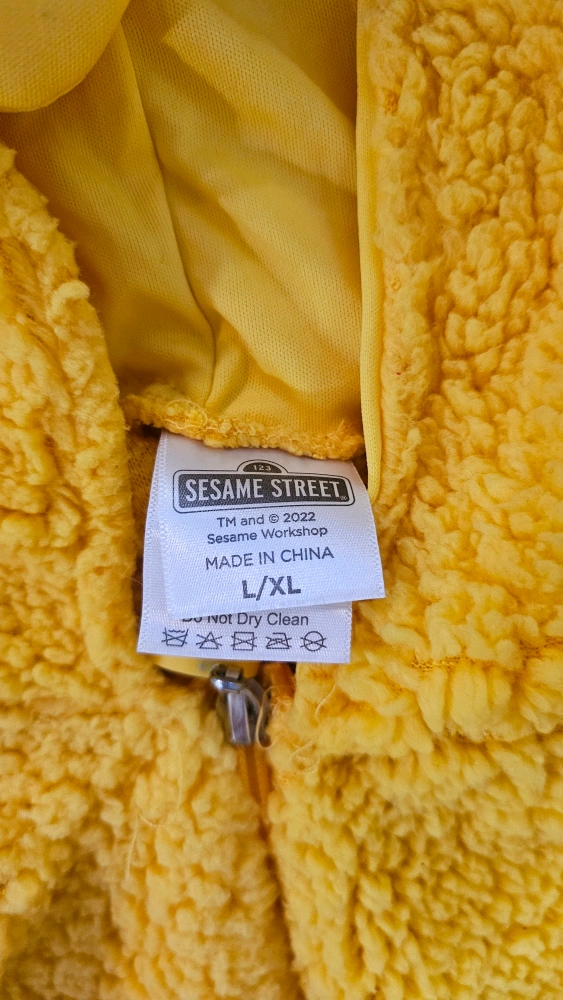 123
SESAME STREET
TM and © 2022
Sesame Workshop
MADE IN CHINA
L/XL
Do Not Dry Clean